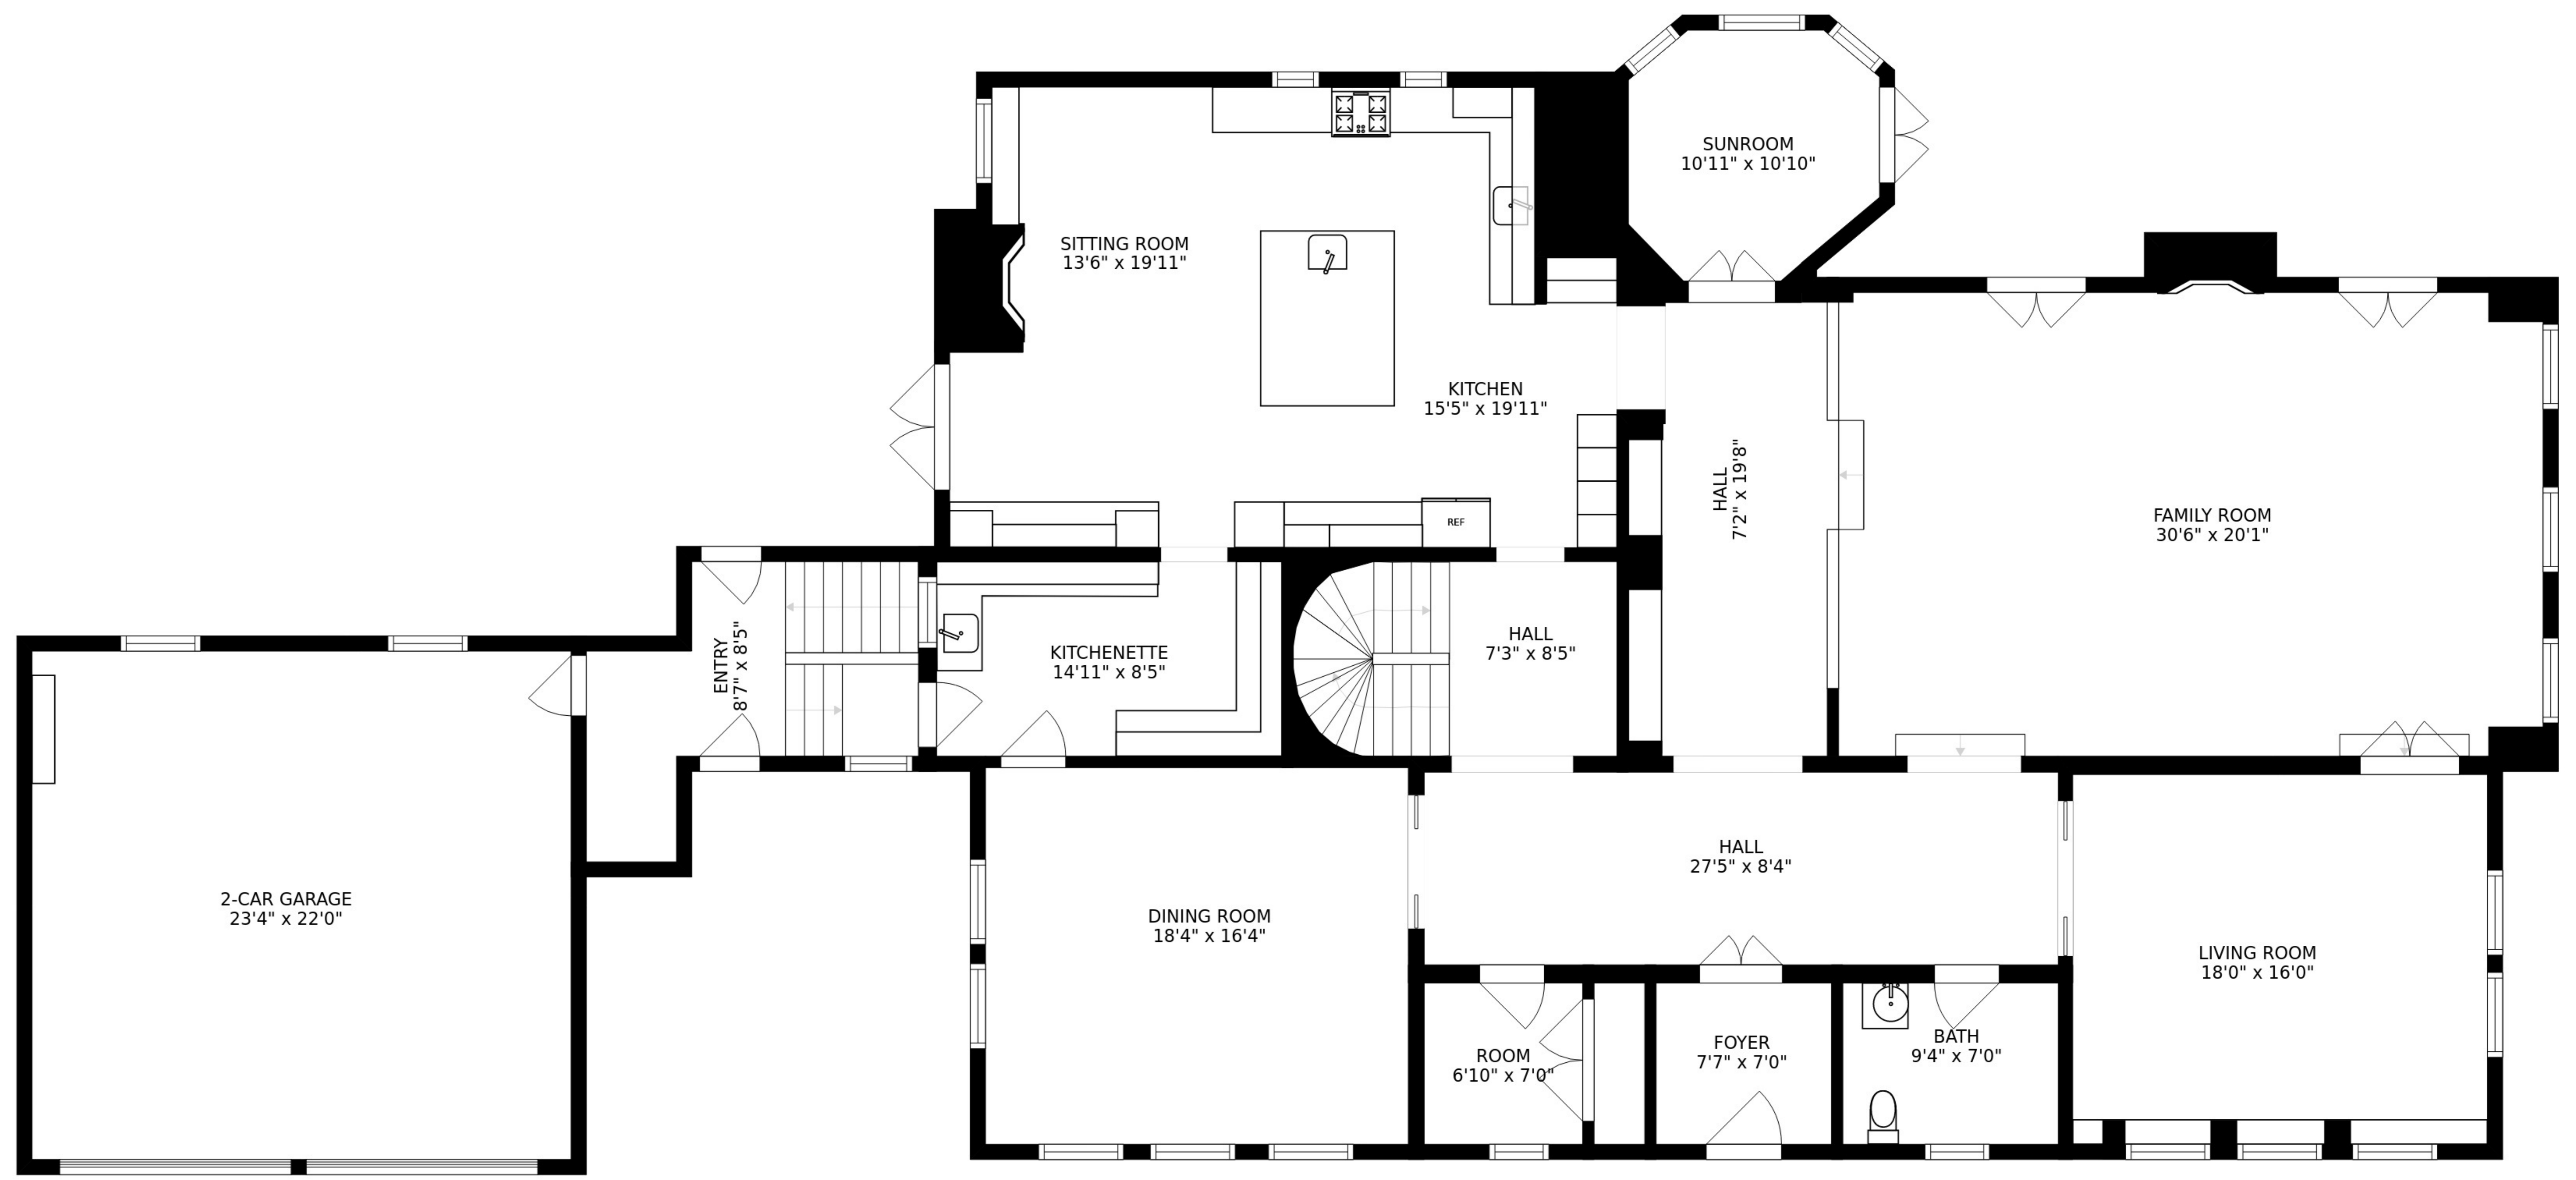 SUNROOM
10'11" x 10'10"
SITTING ROOM
13'6" x 19'11"
KITCHEN
15'5" x 19'11"
HALL
7'2" x 19'8"
FAMILY ROOM
30'6" x 20'1"
REF
ENTRY
8'7" x 8'5"
KITCHENETTE
14'11" x 8'5"
HALL
7'3" x 8'5"
HALL
27'5" x 8'4"
2-CAR GARAGE
23'4" x 22'0"
DINING ROOM
18'4" x 16'4"
LIVING ROOM
18'0" x 16'0"
ROOM
6'10" x 7'0"
FOYER
7'7" x 7'0"
BATH
9'4" x 7'0"